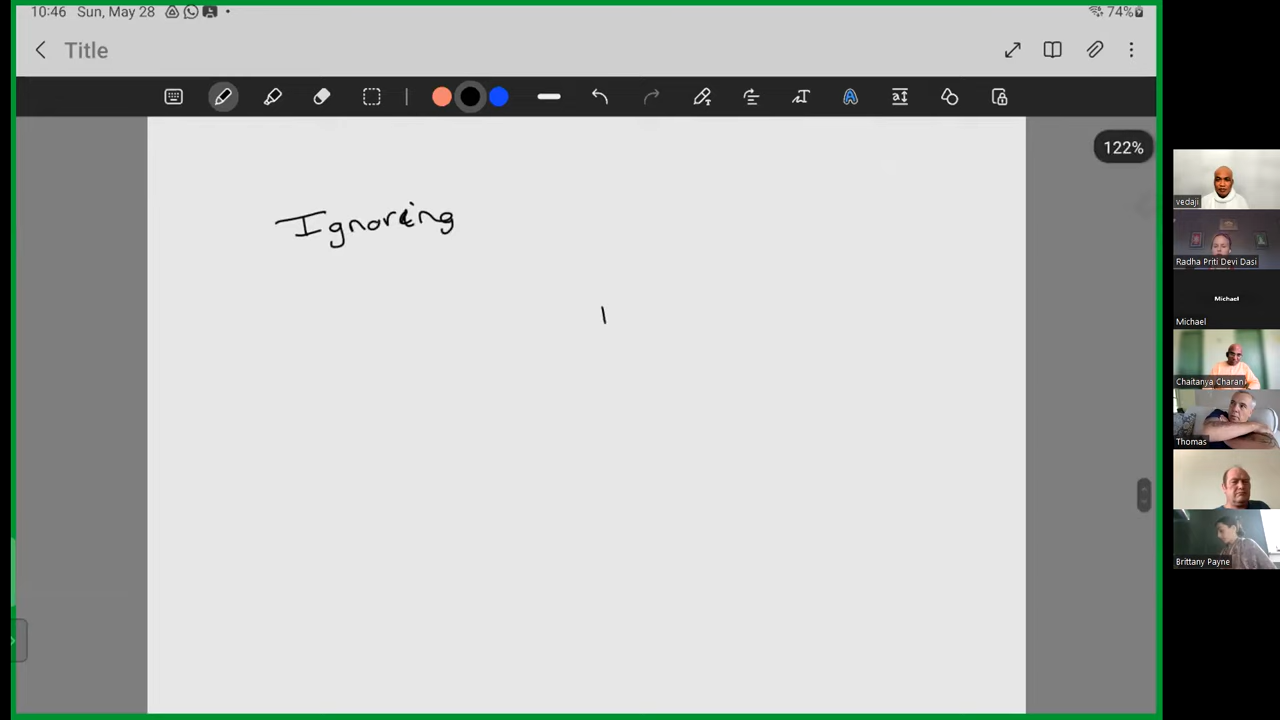 10:46 Sun, May 28 •
74%
Title
122%
Ignoring
vedaji
Radha Priti Devi Dasi
Michael
Michael
Chaitanya Charan
Thomas
Brittany Payne